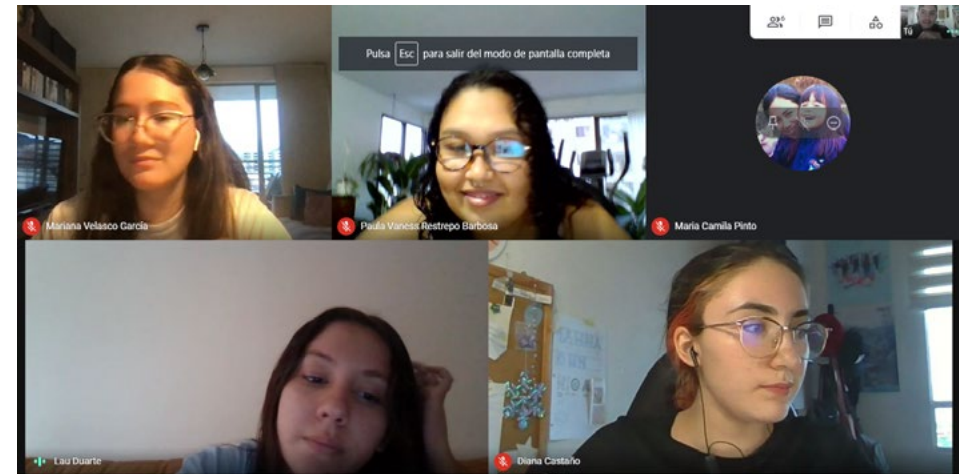 Tú
Pulsa Esc para salir del modo de pantalla completa
Mariana Velasco García
Paula Vaness Restrepo Barbosa
Maria Camila Pinto
Lau Duarte
Diana Castaño